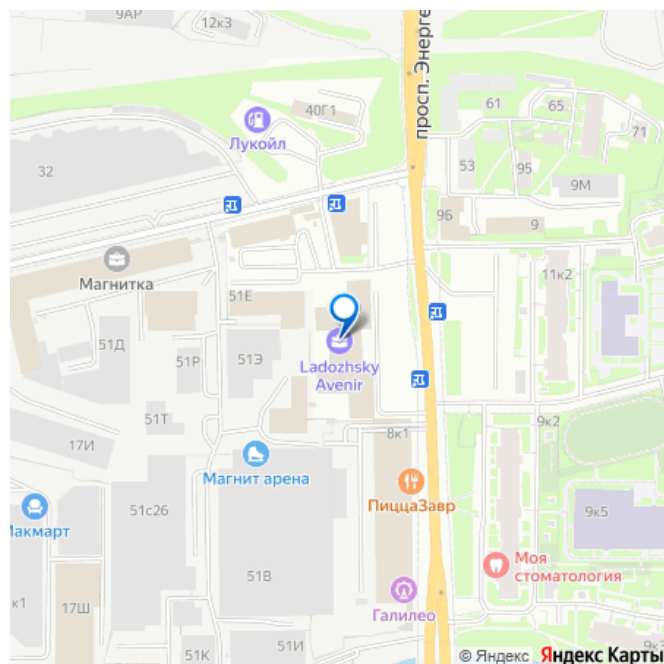 9АР
12к3
просп. Энерге
61
65
71
40Г1
Лукойл
53
95
32
9М
9Б
9
Магнитка
11к2
51Е
51Д
51Р
51Э
Ladozhsky
Avenir
51Т
17И
8к1
9к2
Магнит арена
ПиццаЗавр
Макмарт
51с26
9к5
Моя
стоматология
51В
к1
17Ш
Галилео
51К
51И
© Яндекс Яндекс Карты